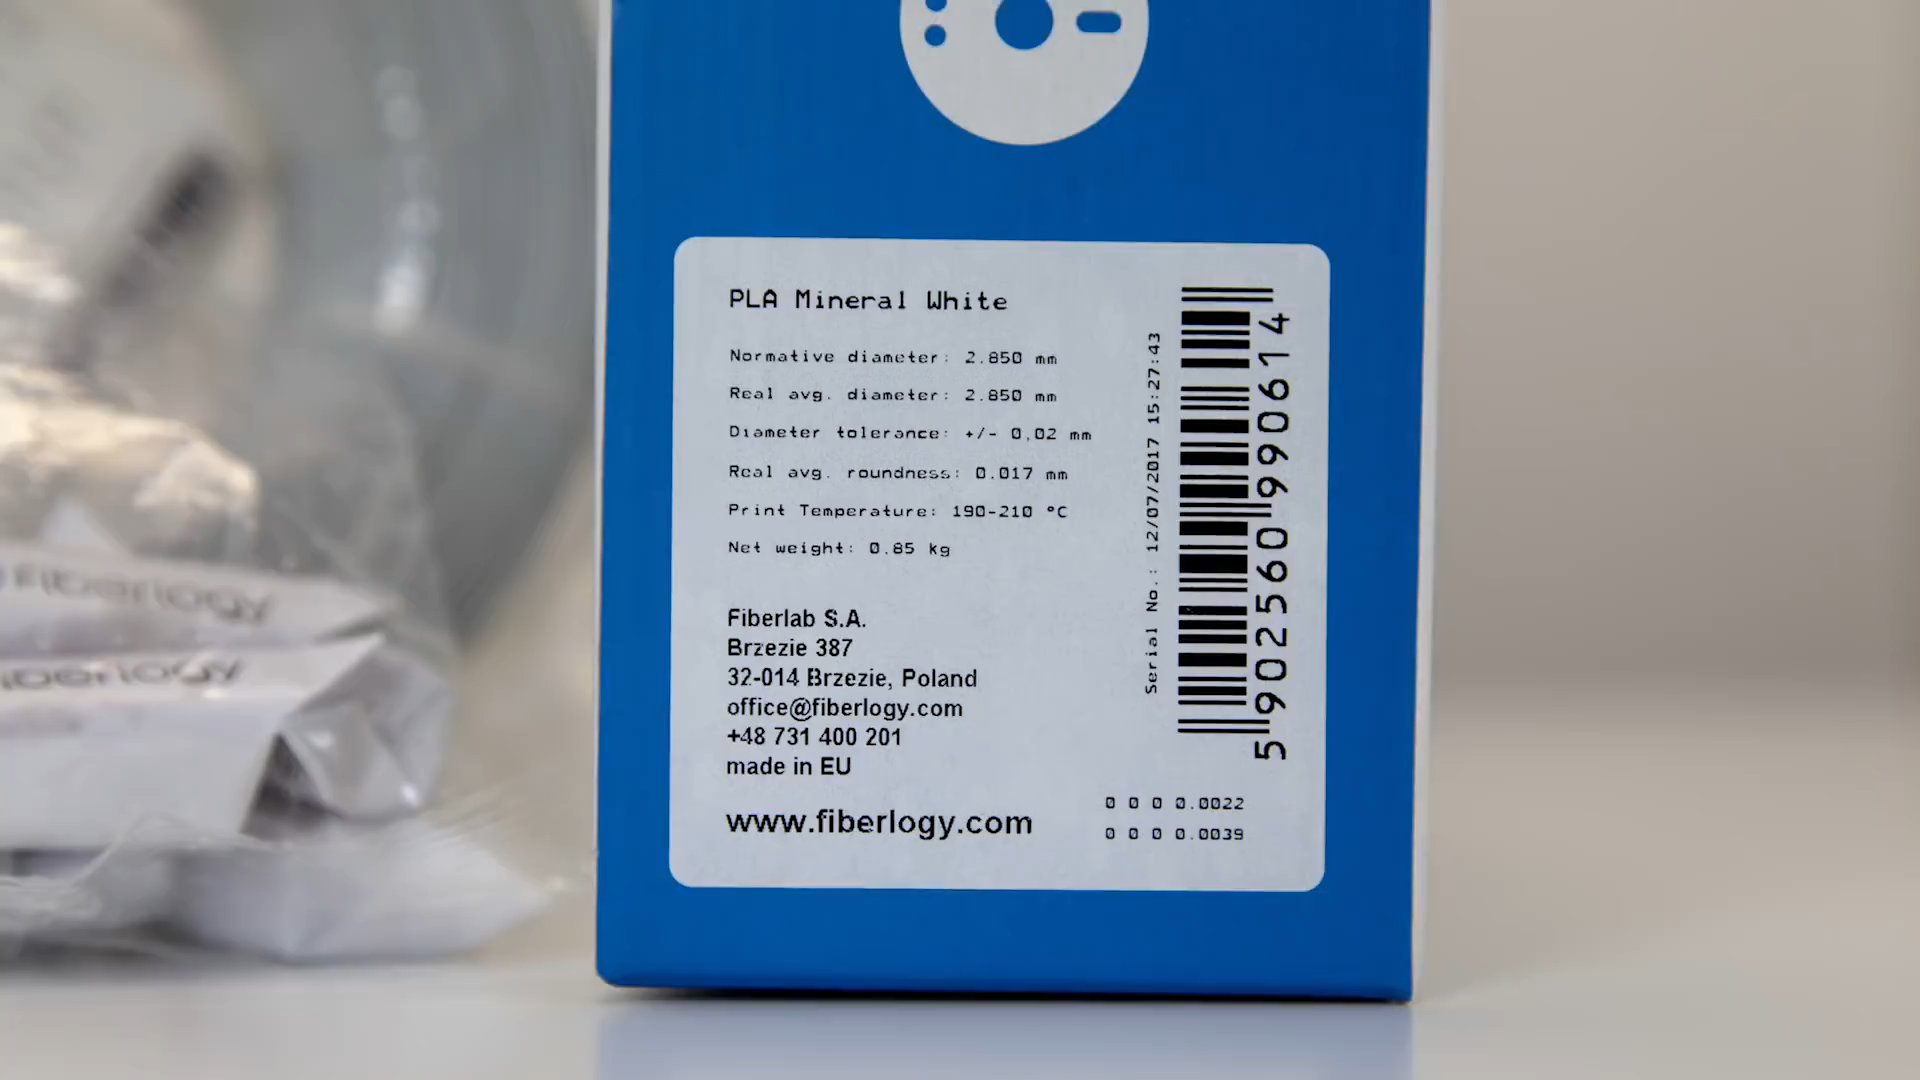 PLA Mineral White
Normative diameter: 2.850 mm
Real avg. diameter: 2.850 mm
Diameter tolerance: +/- 0,02 mm
Real avg. roundness: 0.017 mm
Print Temperature: 190-210 °C
Net weight: 0.85 kg
Fiberlab S.A.
Brzezie 387
32-014 Brzezie, Poland
office@fiberlogy.com
+48 731 400 201
made in EU
www.fiberlogy.com
Serial No.: 12/07/2017 15:27:43
5902560990614
0 0 0 0.0022
0 0 0 0.0039
fiberlogy
fiberlogy